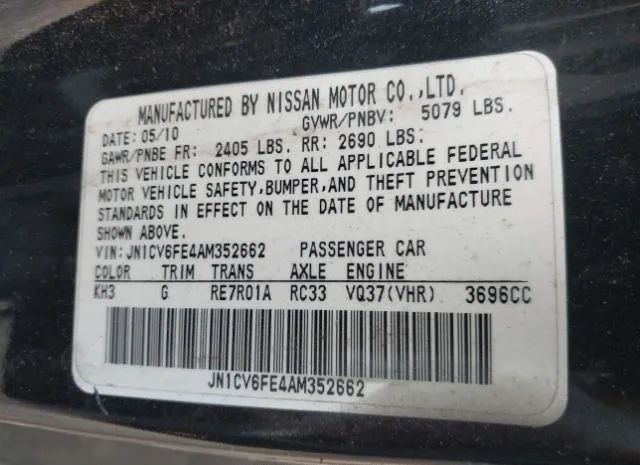 MANUFACTURED BY NISSAN MOTOR CO.,LTD.
DATE: 05/10 GVWR/PNBV: 5079 LBS.
GAWR/PNBE FR: 2405 LBS. RR: 2690 LBS.
THIS VEHICLE CONFORMS TO ALL APPLICABLE FEDERAL
MOTOR VEHICLE SAFETY,BUMPER,AND THEFT PREVENTION
STANDARDS IN EFFECT ON THE DATE OF MANUFACTURE
SHOWN ABOVE.
VIN:JN1CV6FE4AM352662 PASSENGER CAR
COLOR TRIM TRANS AXLE ENGINE
KH3 G RE7R01A RC33 VQ37(VHR) 3696CC
JN1CV6FE4AM352662